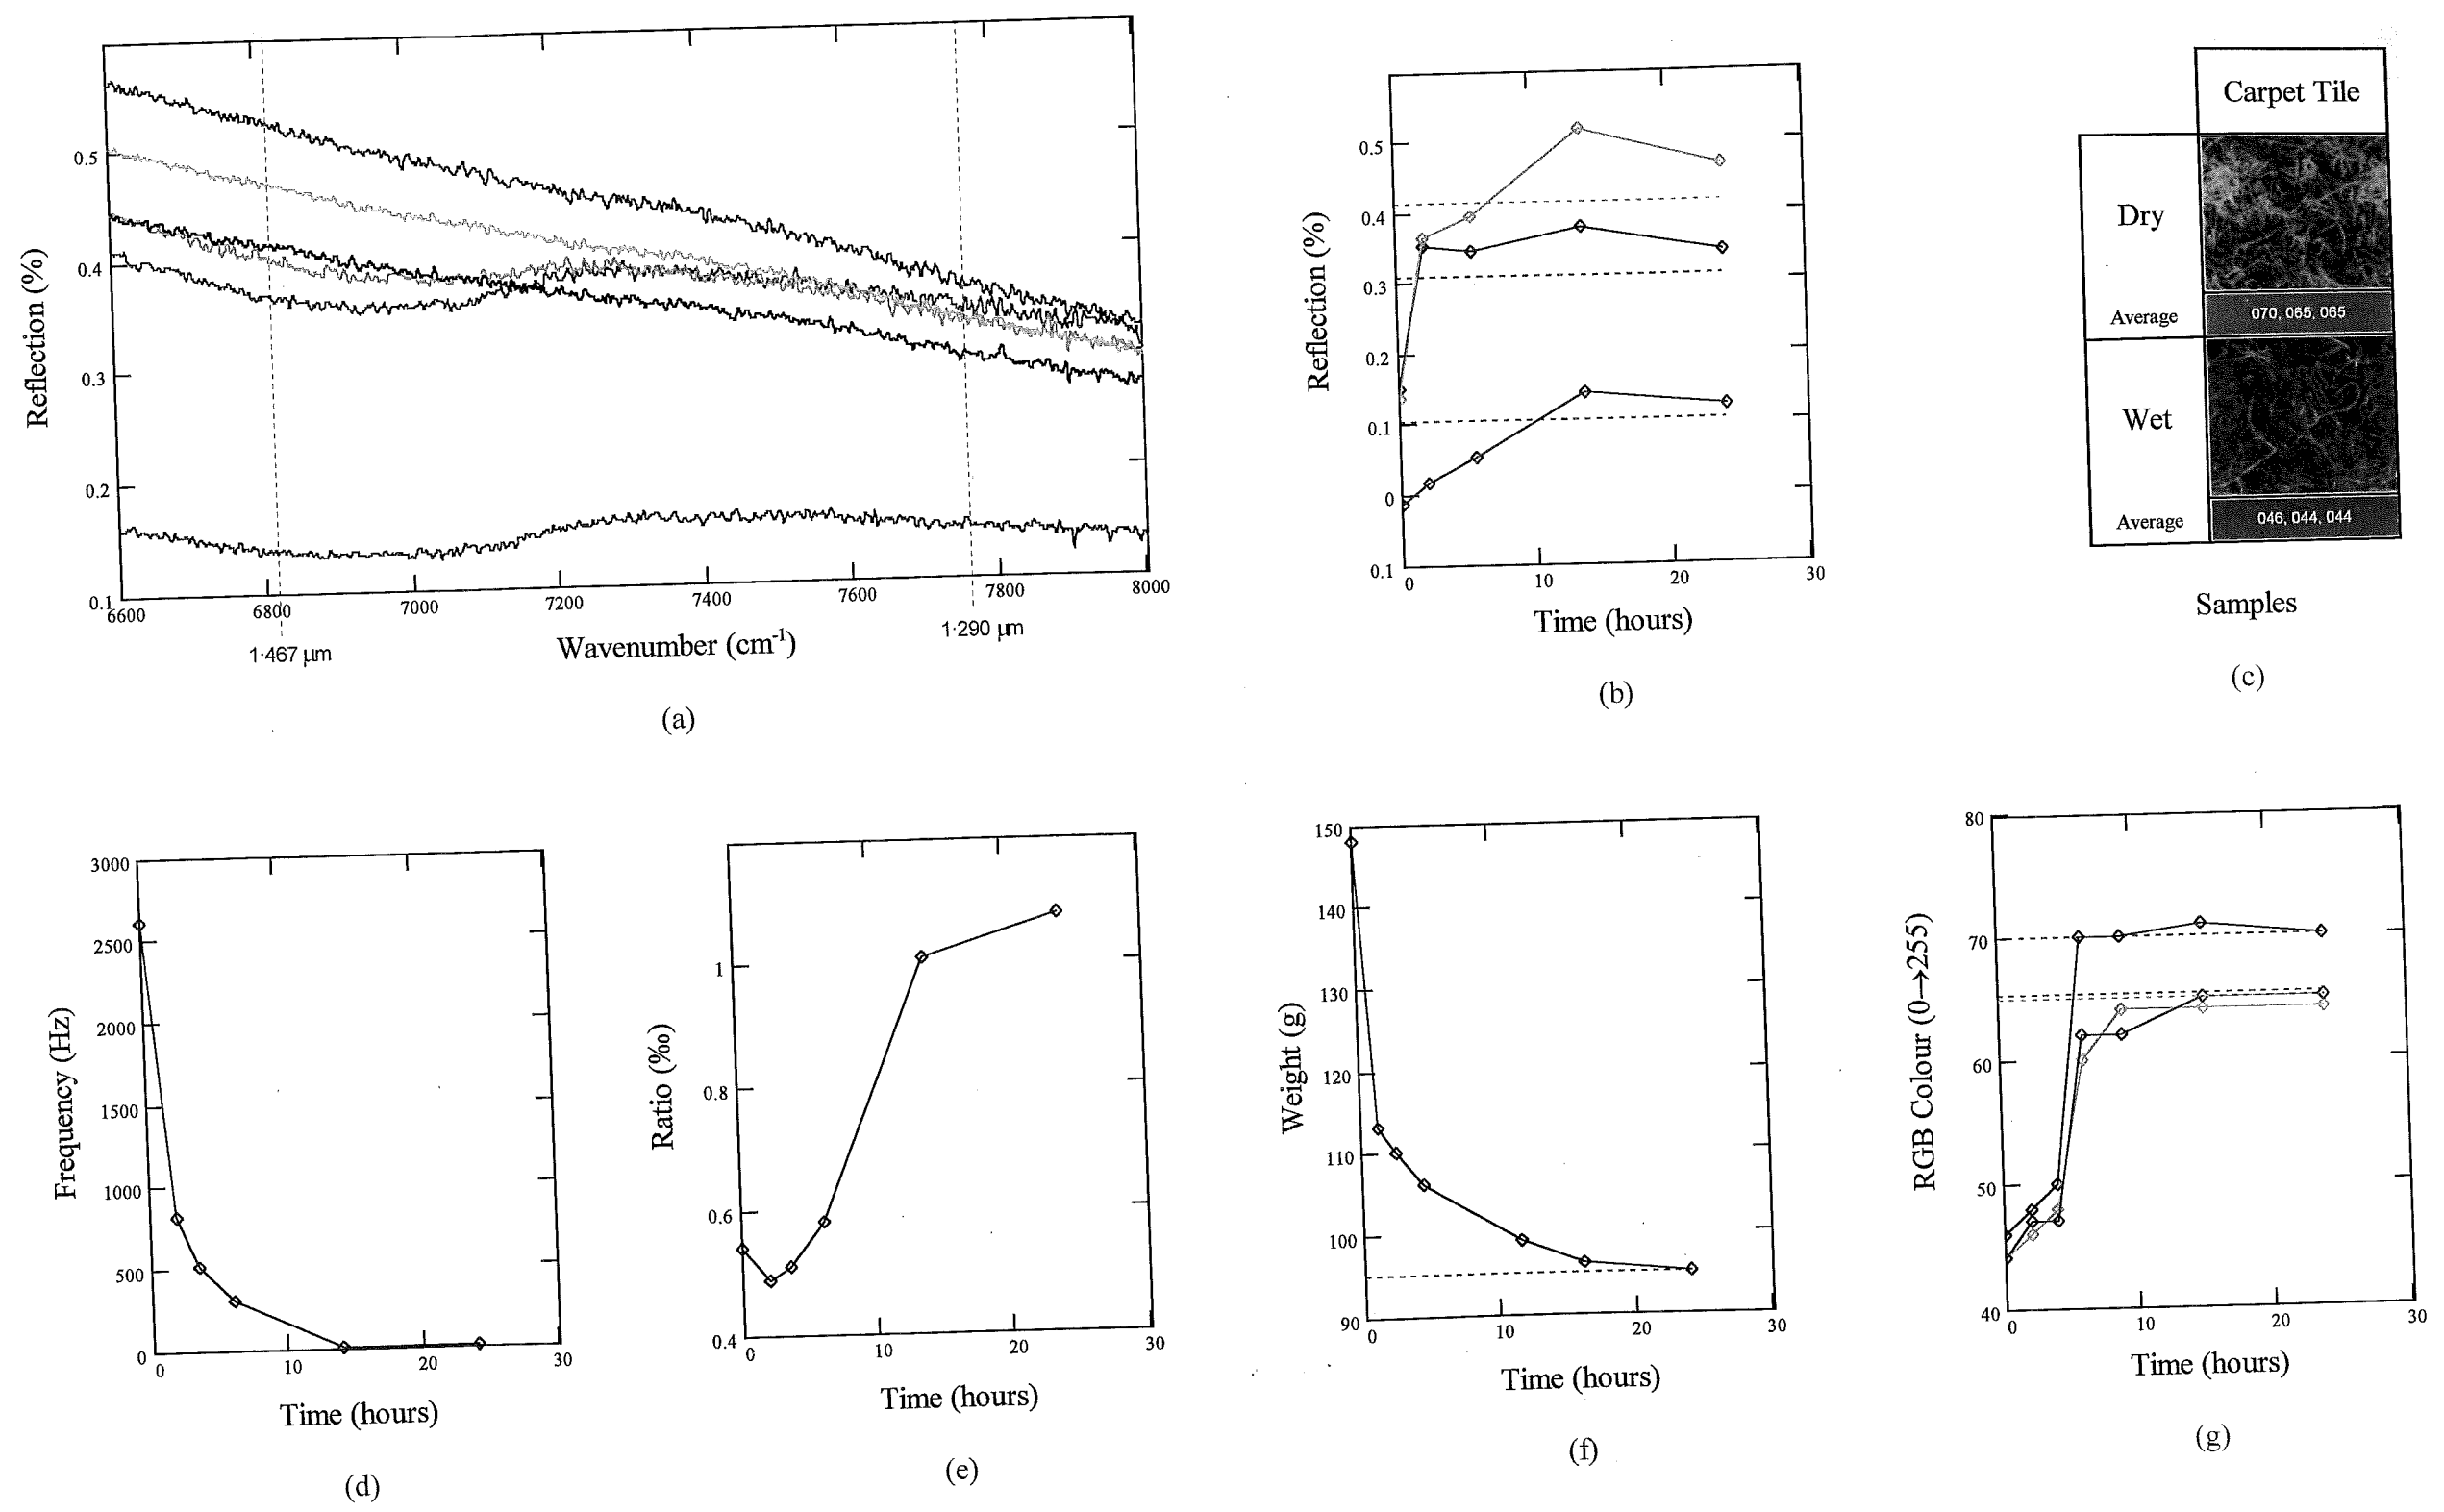 Reflection (%)
0.5
0.4
0.3
0.2
0.1
6600
6800
7000
7200
7400
7600
7800
8000
1·467 μm
Wavenumber (cm-1)
1·290 μm
(a)
Reflection (%)
0.5
0.4
0.3
0.2
0.1
0
0.1
0
10
20
30
Time (hours)
(b)
Carpet Tile
Dry
Average
070, 065, 065
Wet
Average
046, 044, 044
Samples
(c)
Frequency (Hz)
3000
2500
2000
1500
1000
500
0
0
10
20
30
Time (hours)
(d)
Ratio (‰)
1
0.8
0.6
0.4
0
10
20
30
Time (hours)
(e)
Weight (g)
150
140
130
120
110
100
90
0
10
20
30
Time (hours)
(f)
RGB Colour (0→255)
80
70
60
50
40
0
10
20
30
Time (hours)
(g)